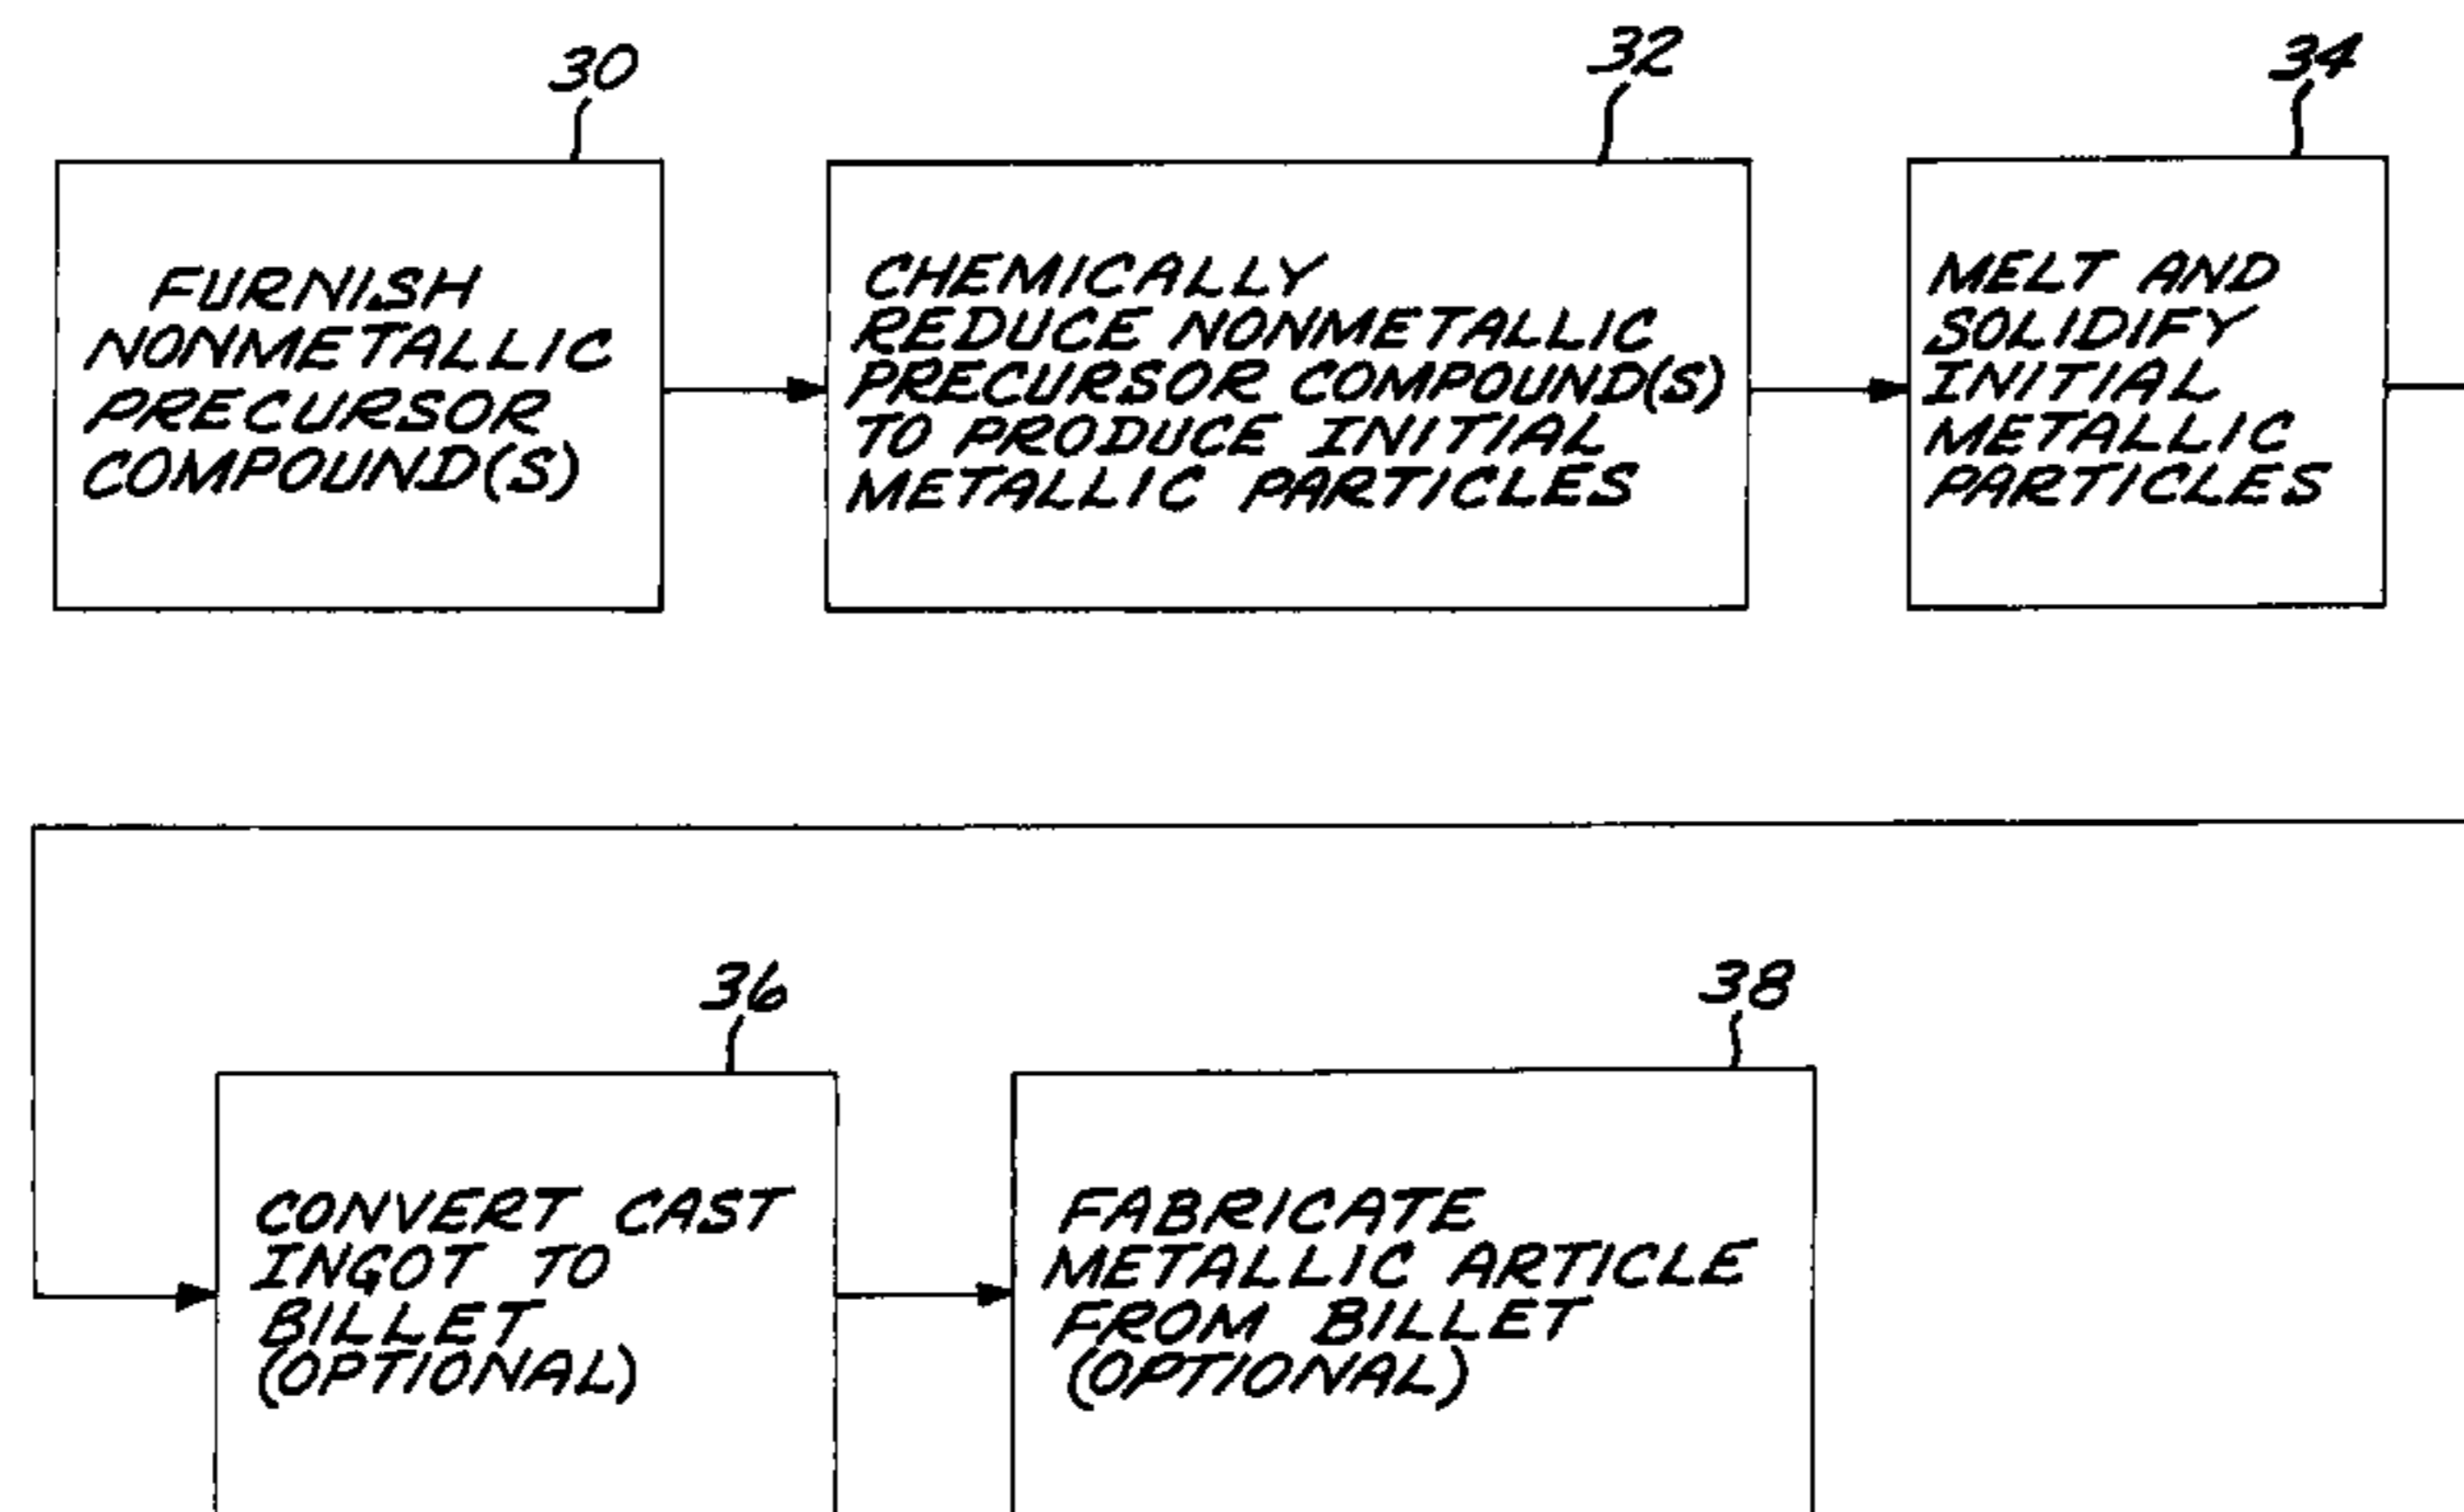 30
FURNISH
NONMETALLIC
PRECURSOR
COMPOUND(S)
32
CHEMICALLY
REDUCE NONMETALLIC
PRECURSOR COMPOUND(S)
TO PRODUCE INITIAL
METALLIC PARTICLES
34
MELT AND
SOLIDIFY
INITIAL
METALLIC
PARTICLES
36
CONVERT CAST
INGOT TO
BILLET
(OPTIONAL)
38
FABRICATE
METALLIC ARTICLE
FROM BILLET
(OPTIONAL)